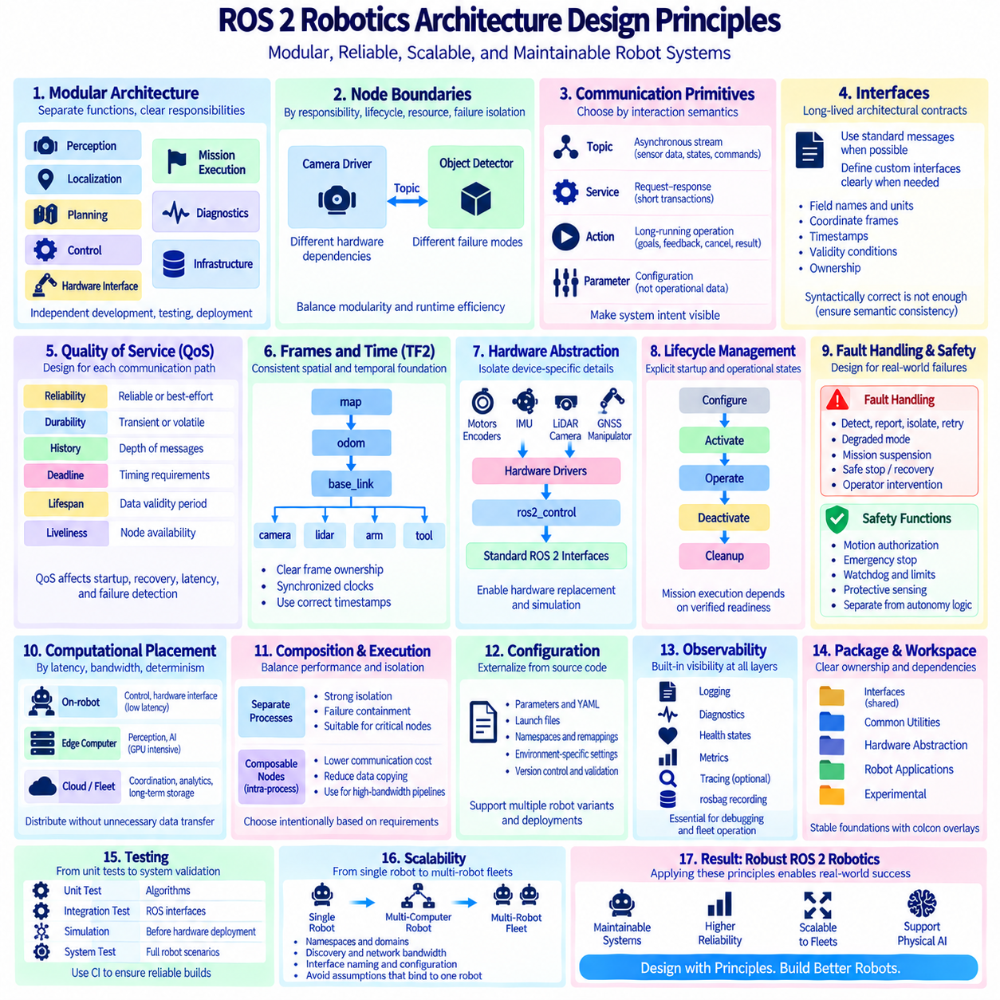 ROS 2 Robotics Architecture Design Principles
Modular, Reliable, Scalable, and Maintainable Robot Systems
1. Modular Architecture
Separate functions, clear responsibilities
Perception
Localization
Planning
Control
Hardware Interface
Mission
Execution
Diagnostics
Infrastructure
Independent development, testing, deployment
2. Node Boundaries
By responsibility, lifecycle, resource, failure isolation
Camera Driver
Topic
Object Detector
Different hardware
dependencies
Different failure modes
Balance modularity and runtime efficiency
3. Communication Primitives
Choose by interaction semantics
Topic
Asynchronous stream
(sensor data, states, commands)
Service
Request–response
(short transactions)
Action
Long-running operation
(goals, feedback, cancel, result)
Parameter
Configuration
(not operational data)
Make system intent visible
4. Interfaces
Long-lived architectural contracts
Use standard messages
when possible
Define custom interfaces
clearly when needed
• Field names and units
• Coordinate frames
• Timestamps
• Validity conditions
• Ownership
Syntactically correct is not enough
(ensure semantic consistency)
5. Quality of Service (QoS)
Design for each communication path
Reliability Reliable or best-effort
Durability Transient or volatile
History Depth of messages
Deadline Timing requirements
Lifespan Data validity period
Liveliness Node availability
QoS affects startup, recovery, latency,
and failure detection
6. Frames and Time (TF2)
Consistent spatial and temporal foundation
map
odom
base_link
camera lidar arm tool
• Clear frame ownership
• Synchronized clocks
• Use correct timestamps
7. Hardware Abstraction
Isolate device-specific details
Motors
Encoders
IMU
LiDAR
Camera
GNSS
Manipulator
Hardware Drivers
ros2_control
Standard ROS 2 Interfaces
Enable hardware replacement
and simulation
8. Lifecycle Management
Explicit startup and operational states
Configure
Activate
Operate
Deactivate
Cleanup
Mission execution depends
on verified readiness
9. Fault Handling & Safety
Design for real-world failures
Fault Handling
• Detect, report, isolate, retry
• Degraded mode
• Mission suspension
• Safe stop / recovery
• Operator intervention
Safety Functions
• Motion authorization
• Emergency stop
• Watchdog and limits
• Protective sensing
• Separate from autonomy logic
10. Computational Placement
By latency, bandwidth, determinism
On-robot
Control, hardware interface
(low latency)
Edge Computer
Perception, AI
(GPU intensive)
Cloud / Fleet
Coordination, analytics,
long-term storage
Distribute without unnecessary data transfer
11. Composition & Execution
Balance performance and isolation
Separate
Processes
• Strong isolation
• Failure containment
• Suitable for critical nodes
Composable
Nodes
(intra-process)
• Lower communication cost
• Reduce data copying
• Use for high-bandwidth pipelines
Choose intentionally based on requirements
12. Configuration
Externalize from source code
• Parameters and YAML
• Launch files
• Namespaces and remappings
• Environment-specific settings
• Version control and validation
Support multiple robot variants
and deployments
13. Observability
Built-in visibility at all layers
Logging
Diagnostics
Health states
Metrics
Tracing (optional)
rosbag recording
Essential for debugging
and fleet operation
14. Package & Workspace
Clear ownership and dependencies
Interfaces
(shared)
Common Utilities
Hardware Abstraction
Robot Applications
Experimental
Stable foundations with colcon overlays
15. Testing
From unit tests to system validation
Unit Test Algorithms
Integration Test ROS interfaces
Simulation Before hardware deployment
System Test Full robot scenarios
Use CI to ensure reliable builds
16. Scalability
From single robot to multi-robot fleets
Single
Robot
Multi-Computer
Robot
Multi-Robot
Fleet
• Namespaces and domains
• Discovery and network bandwidth
• Interface naming and configuration
• Avoid assumptions that bind to one robot
17. Result: Robust ROS 2 Robotics
Applying these principles enables real-world success
Maintainable
Systems
Higher
Reliability
Scalable
to Fleets
Support
Physical AI
Design with Principles. Build Better Robots.